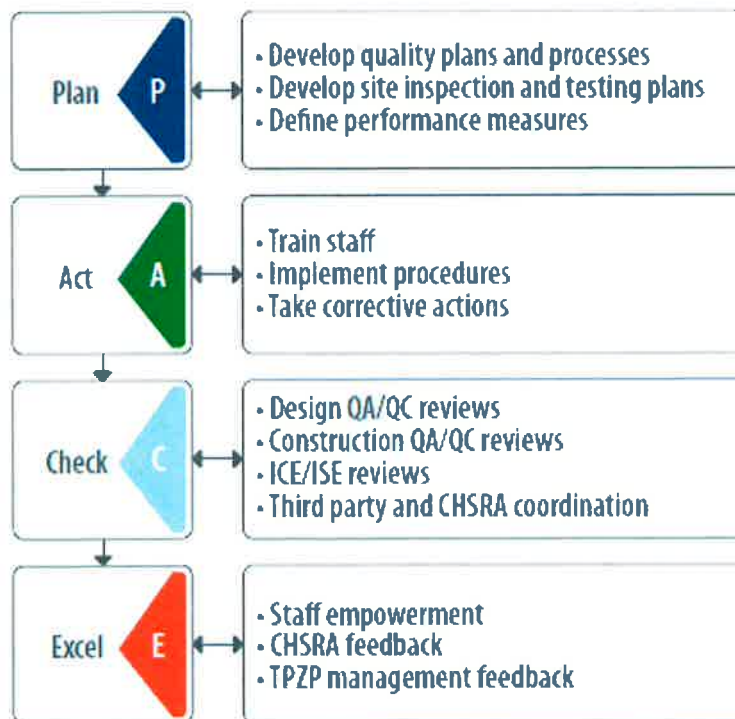 Plan P
• Develop quality plans and processes
• Develop site inspection and testing plans
• Define performance measures
Act A
• Train staff
• Implement procedures
• Take corrective actions
Check C
• Design QA/QC reviews
• Construction QA/QC reviews
• ICE/ISE reviews
• Third party and CHSRA coordination
Excel E
• Staff empowerment
• CHSRA feedback
• TPZP management feedback